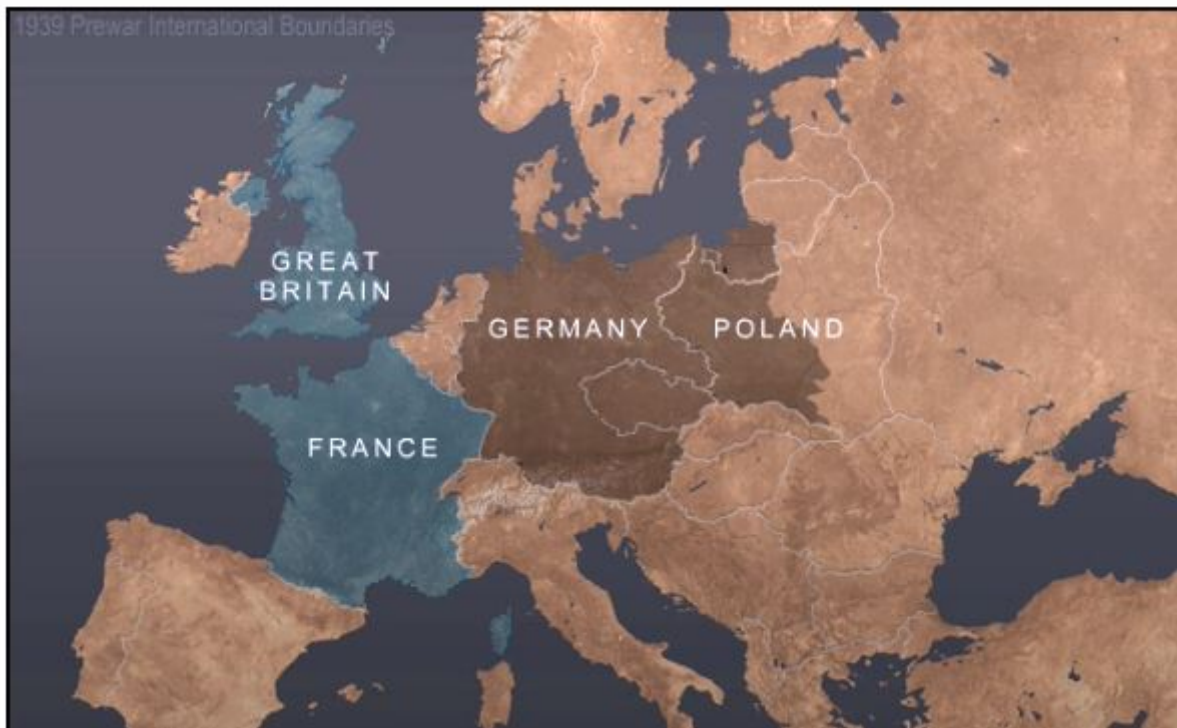 1939 Prewar International Boundaries
GREAT
BRITAIN
GERMANY
POLAND
FRANCE